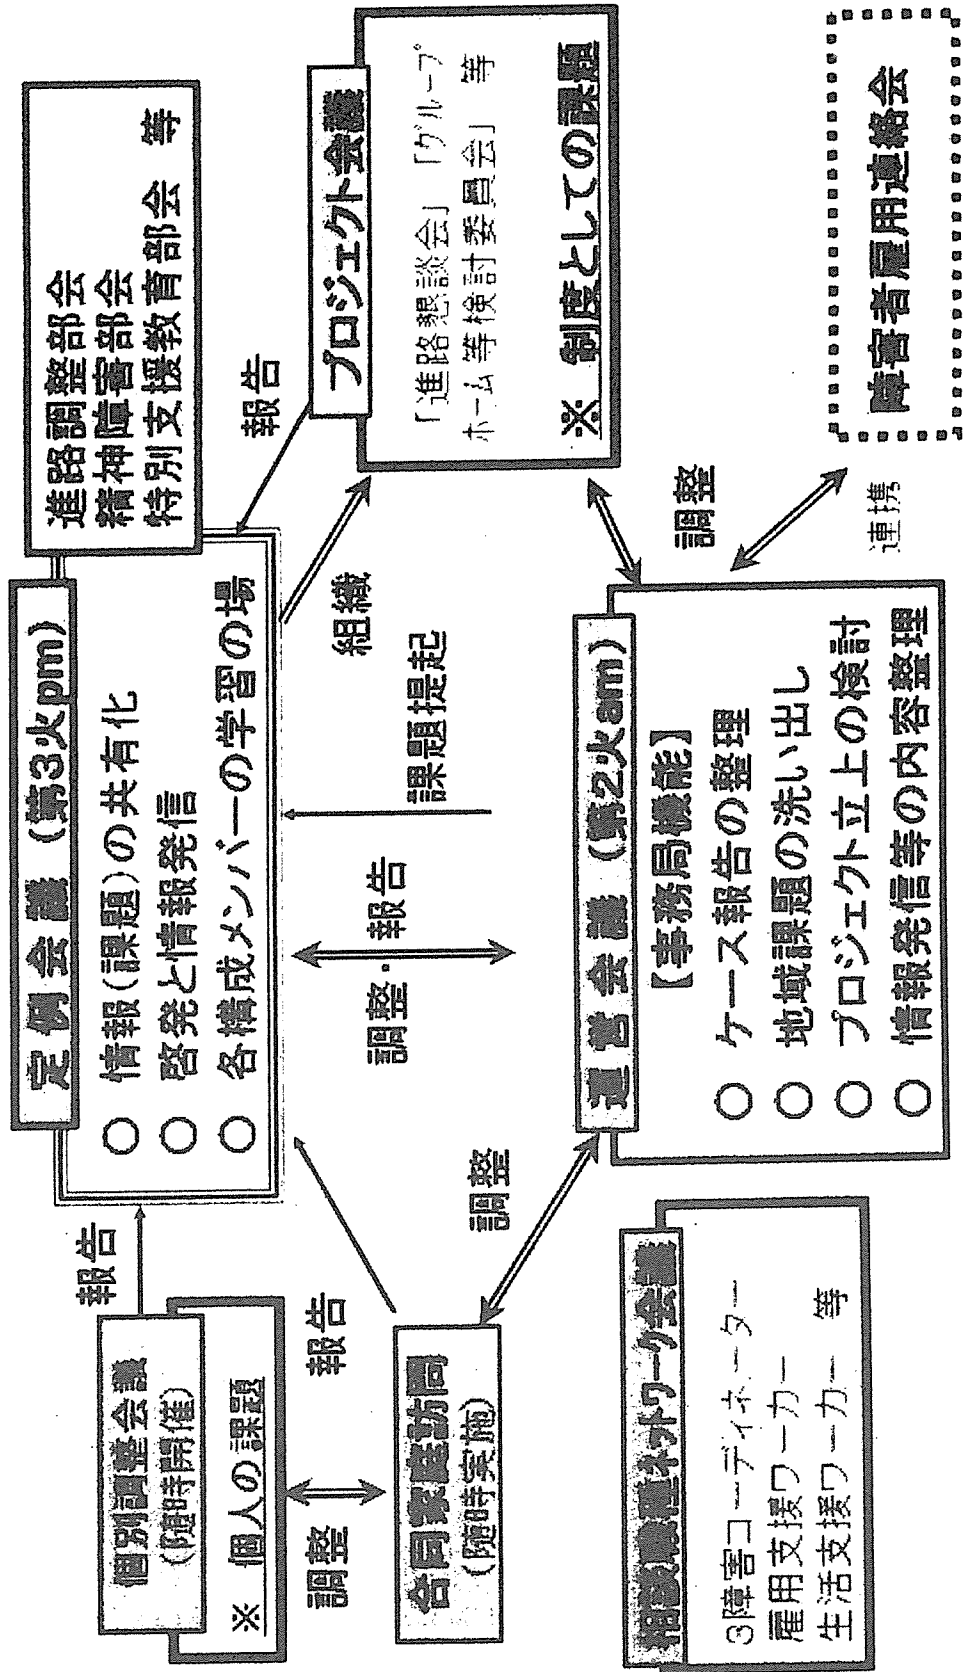 個別調整会議
(随時開催)
※ 個人の課題
報告
調整
報告
合同家庭訪問
(随時実施)
調整
相談職種ネットワーク会議
3障害コーディネーター
雇用支援ワーカー
生活支援ワーカー 等
定例会議 (第3火pm)
○ 情報(課題)の共有化
○ 啓発と情報発信
○ 各構成メンバーの学習の場
進路調整部会
精神障害部会
特別支援教育部会 等
調整・報告
課題提起
組織
報告
運営会議 (第2火am)
【事務局機能】
○ ケース報告の整理
○ 地域課題の洗い出し
○ プロジェクト立上の検討
○ 情報発信等の内容整理
プロジェクト会議
「進路懇談会」「グループ
ホーム等検討委員会」 等
※ 制度としての課題
調整
連携
障害者雇用連絡会